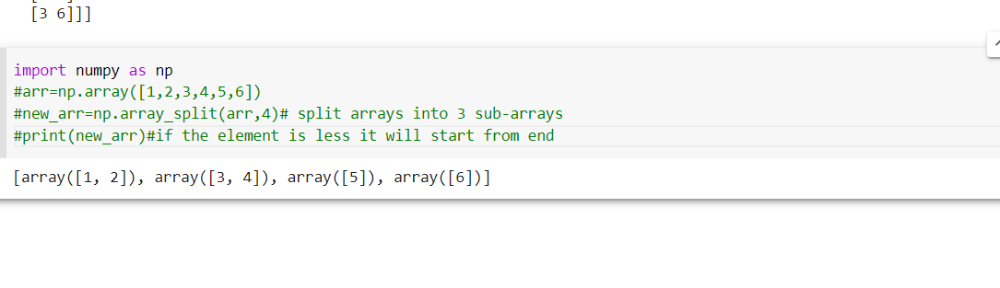 [3 6]]]
import numpy as np
#arr=np.array([1,2,3,4,5,6])
#new_arr=np.array_split(arr,4)# split arrays into 3 sub-arrays
#print(new_arr)#if the element is less it will start from end
[array([1, 2]), array([3, 4]), array([5]), array([6])]